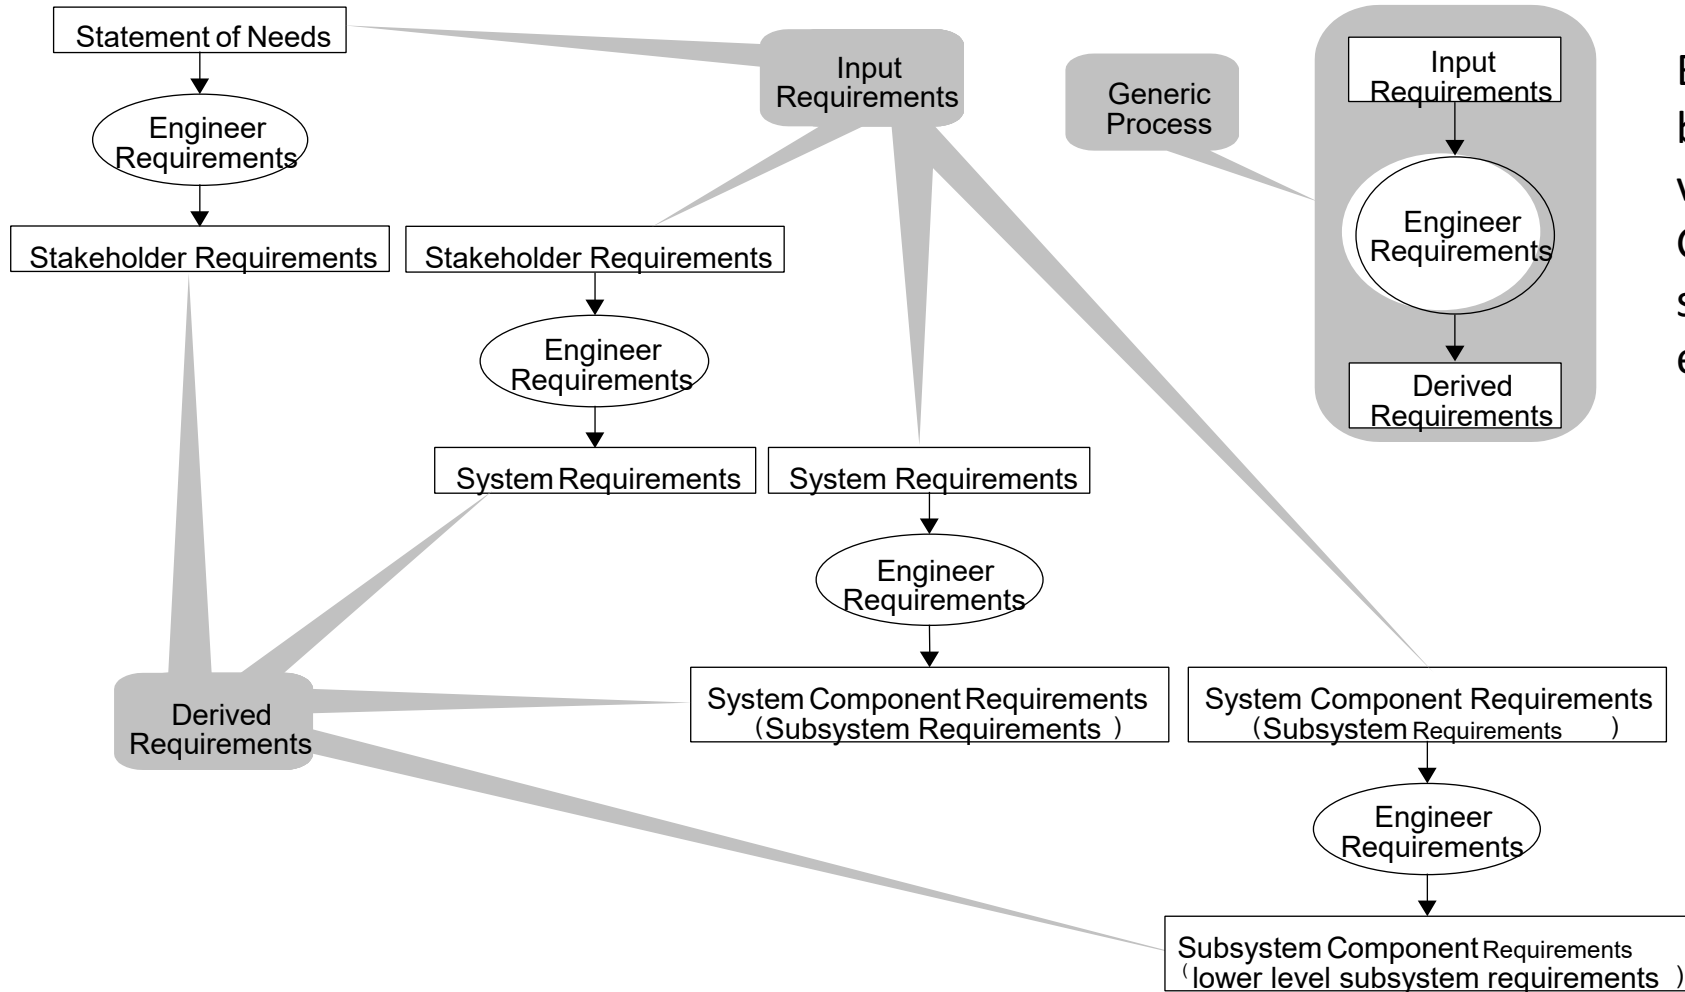 Statement of Needs
Engineer
Requirements
Stakeholder Requirements
Stakeholder Requirements
Engineer
Requirements
System Requirements
System Requirements
Engineer
Requirements
System Component Requirements
(Subsystem Requirements )
System Component Requirements
(Subsystem Requirements )
Engineer
Requirements
Subsystem Component Requirements
(lower level subsystem requirements )
Input
Requirements
Derived
Requirements
Generic
Process
Input
Requirements
Engineer
Requirements
Derived
Requirements